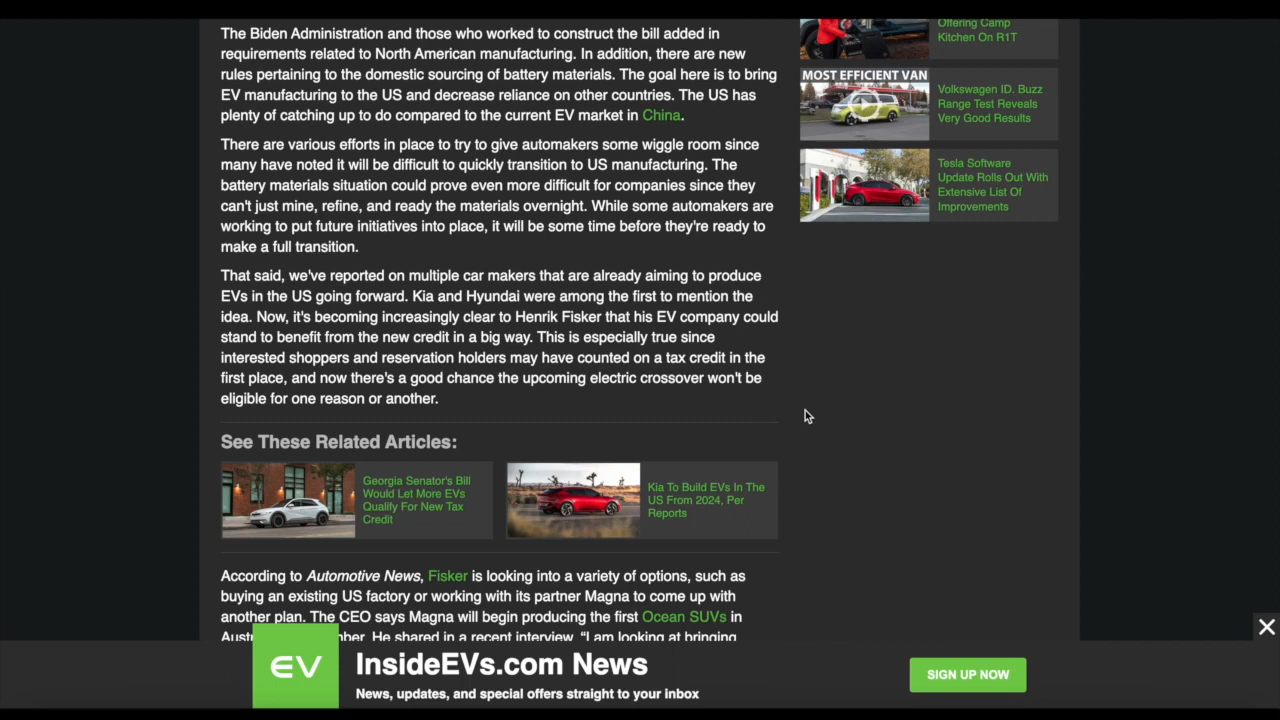 The Biden Administration and those who worked to construct the bill added in
requirements related to North American manufacturing. In addition, there are new
rules pertaining to the domestic sourcing of battery materials. The goal here is to bring
EV manufacturing to the US and decrease reliance on other countries. The US has
plenty of catching up to do compared to the current EV market in China.
There are various efforts in place to try to give automakers some wiggle room since
many have noted it will be difficult to quickly transition to US manufacturing. The
battery materials situation could prove even more difficult for companies since they
can't just mine, refine, and ready the materials overnight. While some automakers are
working to put future initiatives into place, it will be some time before they're ready to
make a full transition.
That said, we've reported on multiple car makers that are already aiming to produce
EVs in the US going forward. Kia and Hyundai were among the first to mention the
idea. Now, it's becoming increasingly clear to Henrik Fisker that his EV company could
stand to benefit from the new credit in a big way. This is especially true since
interested shoppers and reservation holders may have counted on a tax credit in the
first place, and now there's a good chance the upcoming electric crossover won't be
eligible for one reason or another.
See These Related Articles:
Georgia Senator's Bill
Would Let More EVs
Qualify For New Tax
Credit
Kia To Build EVs In The
US From 2024, Per
Reports
According to Automotive News, Fisker is looking into a variety of options, such as
buying an existing US factory or working with its partner Magna to come up with
another plan. The CEO says Magna will begin producing the first Ocean SUVs in
He shared in a recent interview, “I am looking at bringing
Offering Camp
Kitchen On R1T
MOST EFFICIENT VAN
Volkswagen ID. Buzz
Range Test Reveals
Very Good Results
Tesla Software
Update Rolls Out With
Extensive List Of
Improvements
EV
InsideEVs.com News
News, updates, and special offers straight to your inbox
SIGN UP NOW